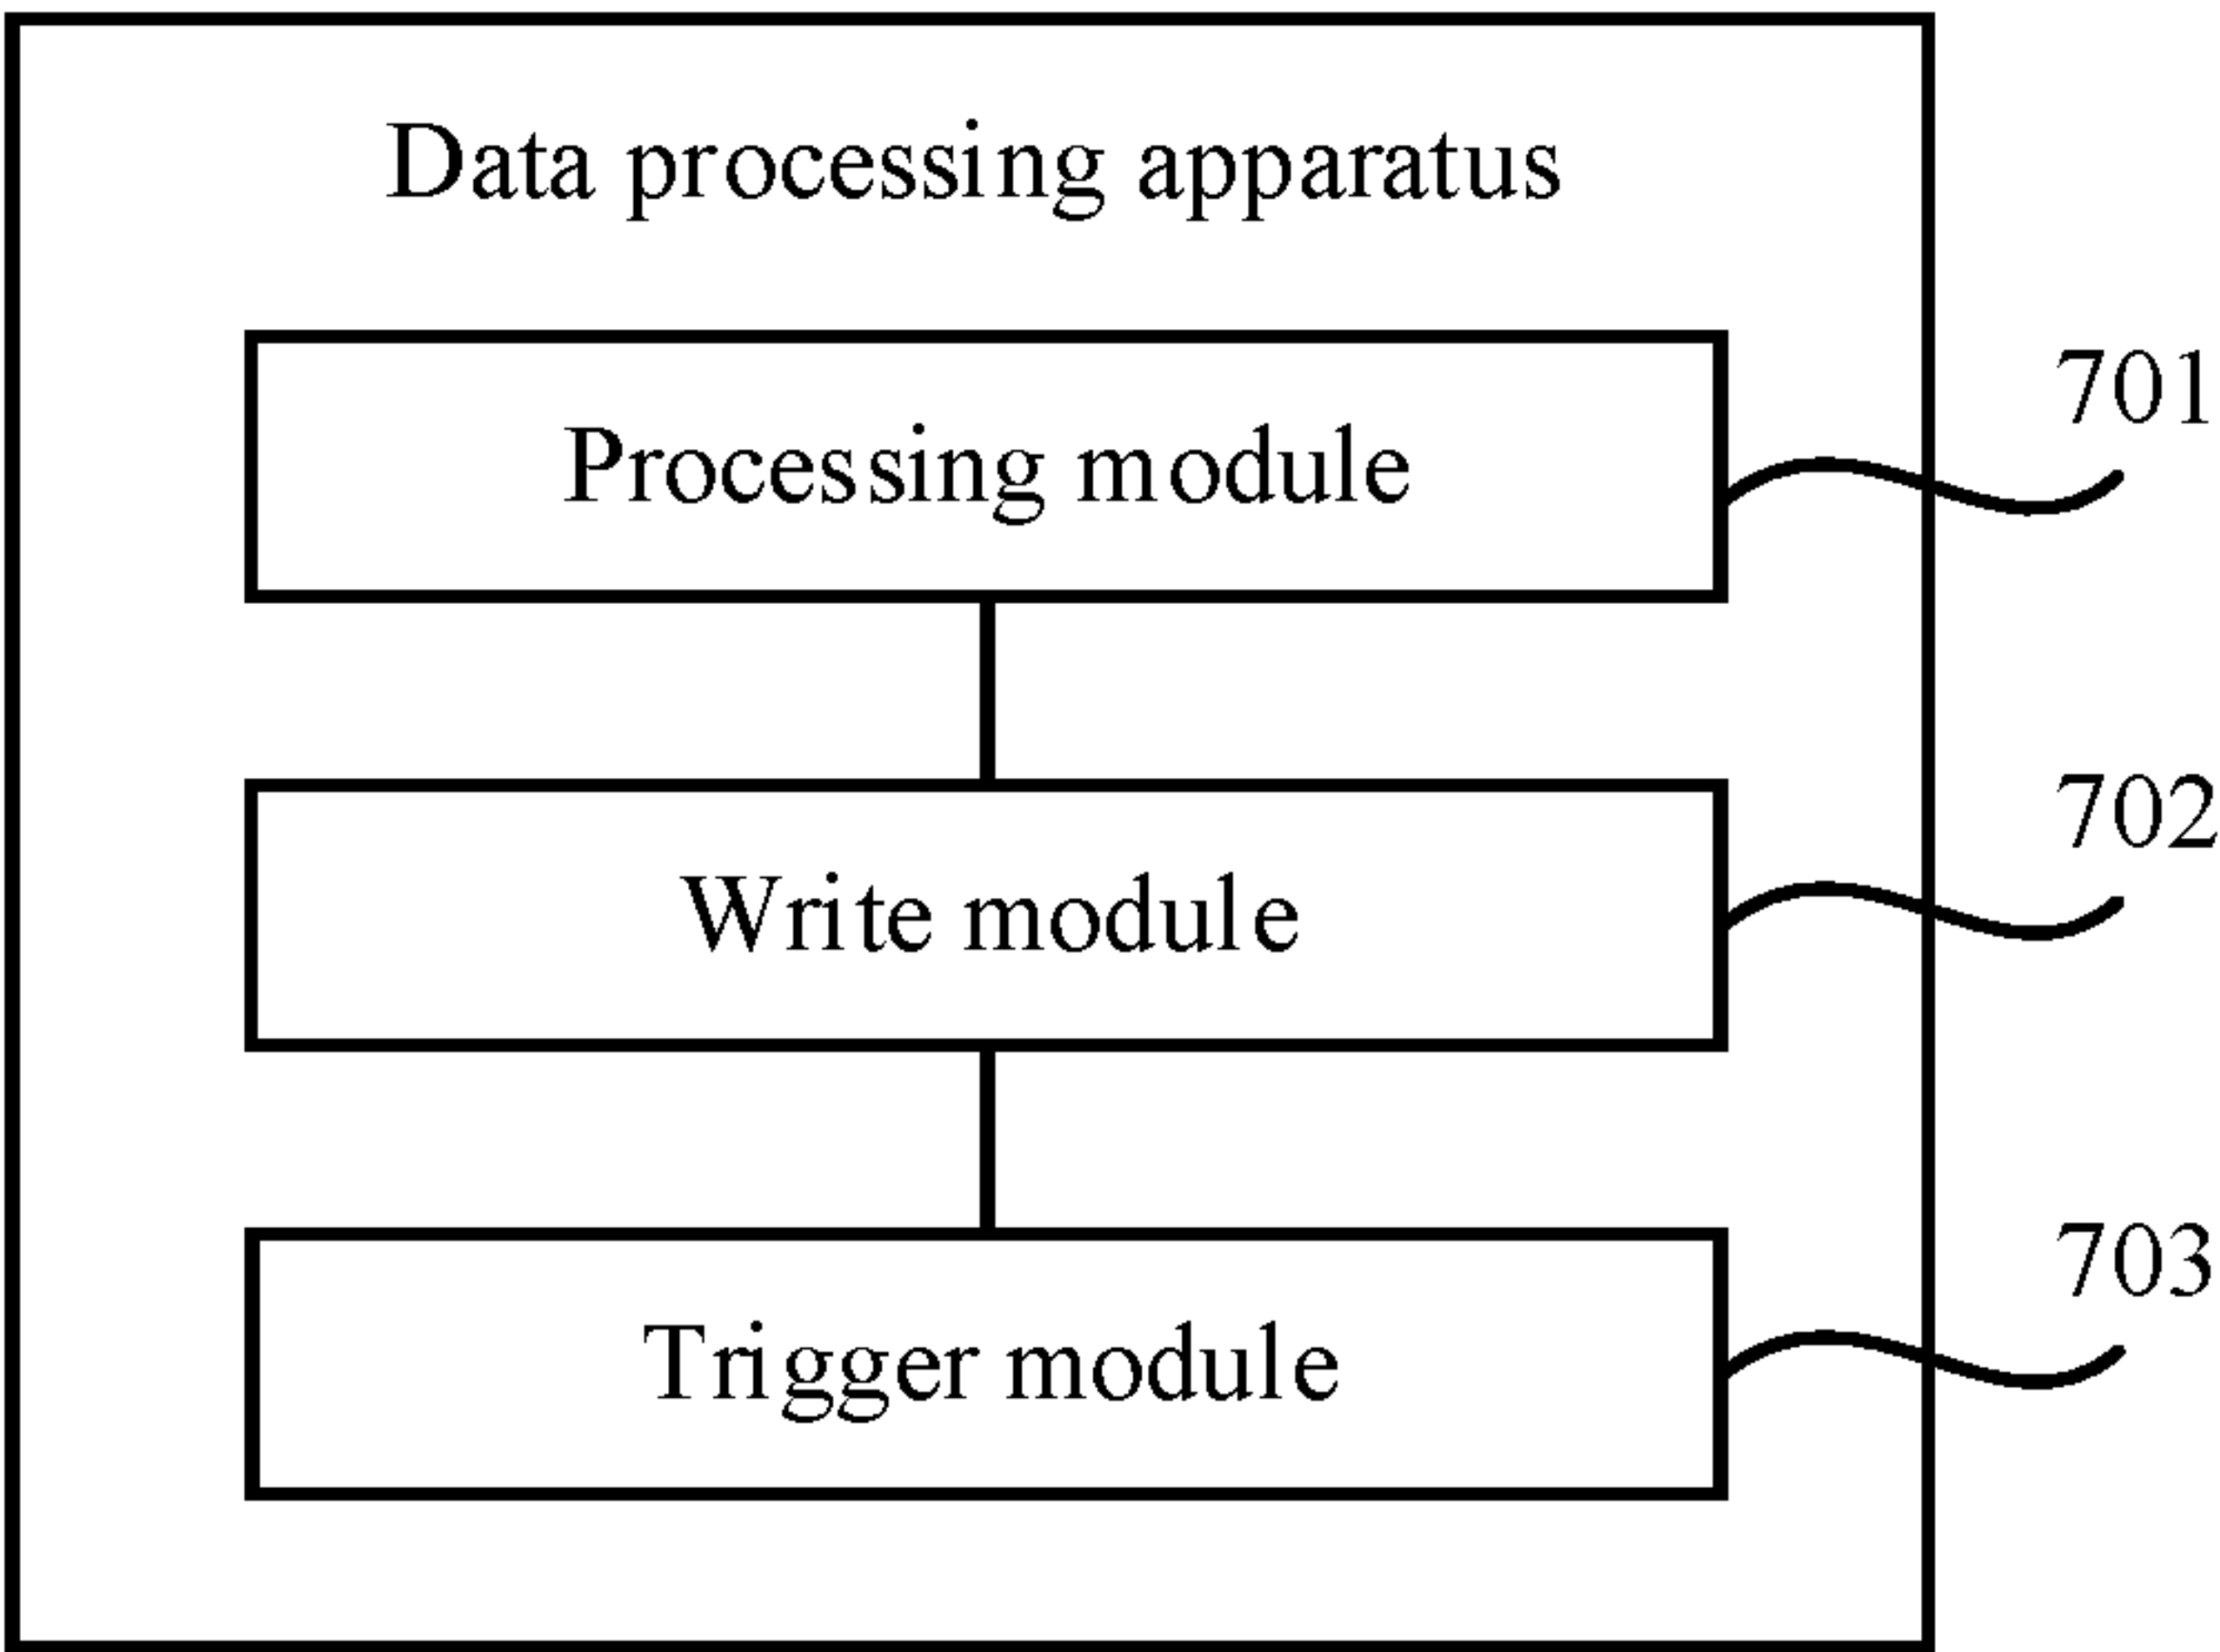 Data processing apparatus
701
Processing module
702
Write module
703
Trigger module